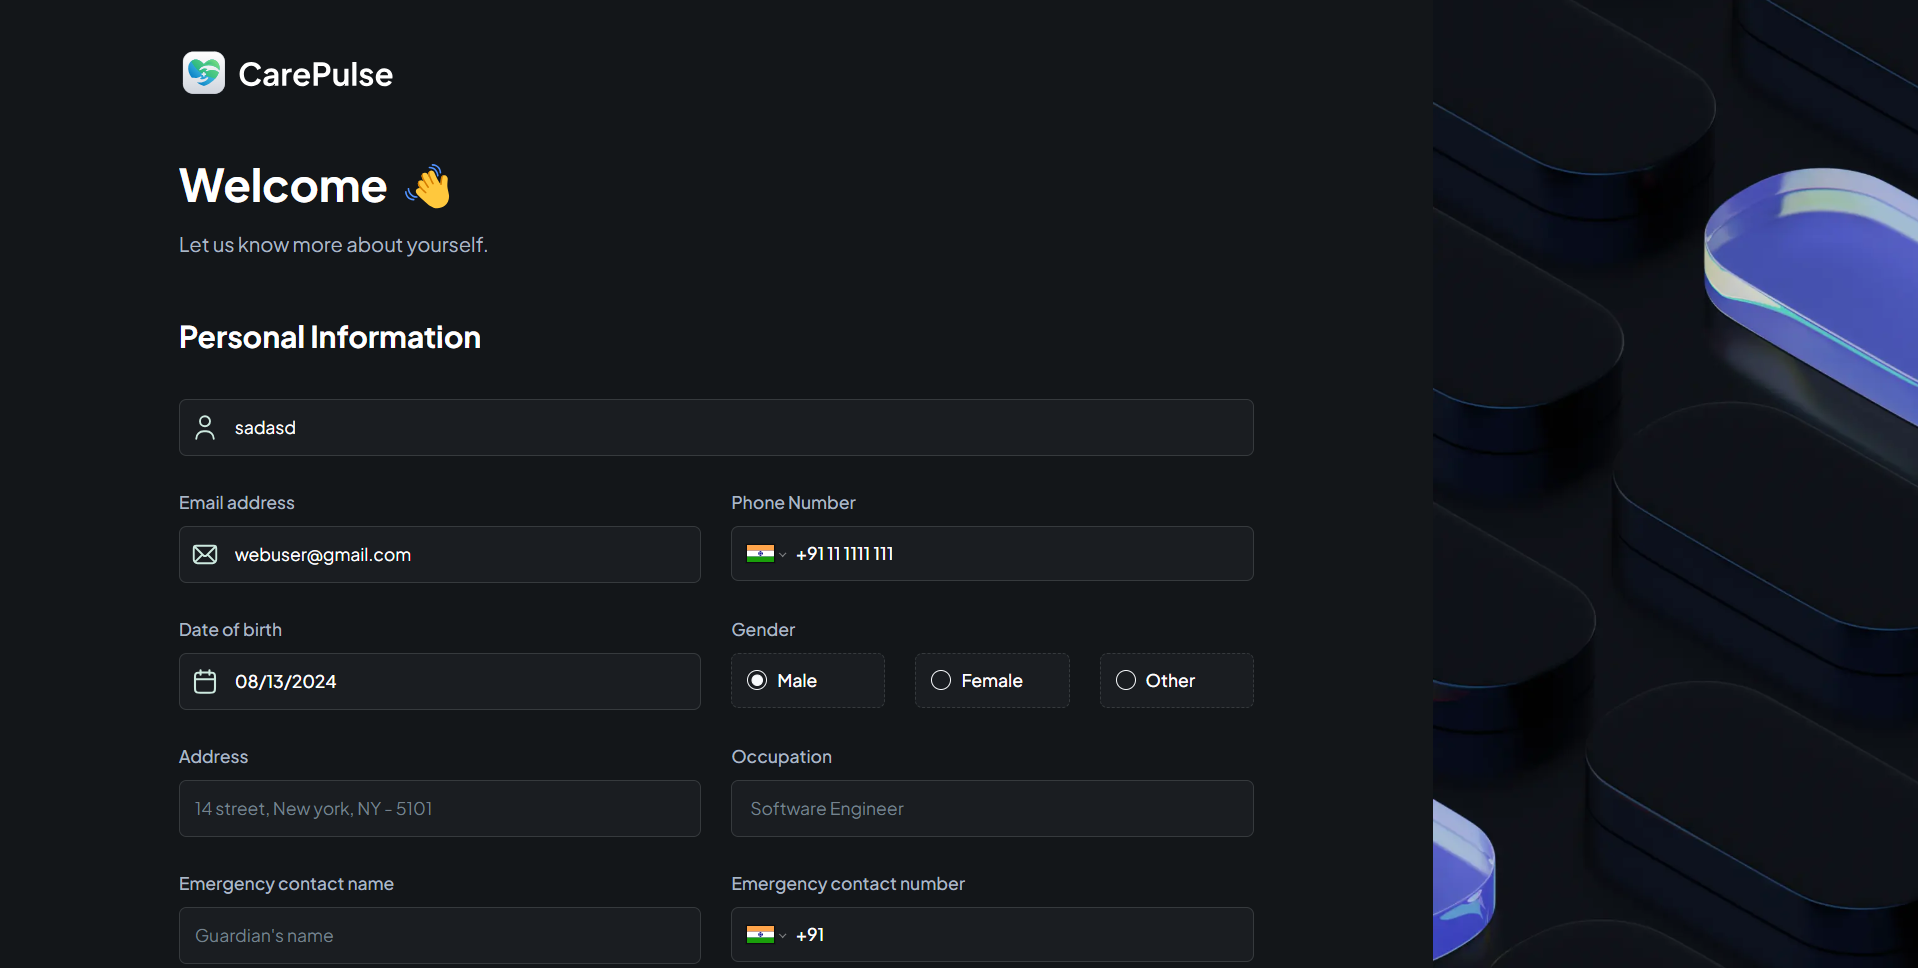 CarePulse
Welcome 👋
Let us know more about yourself.
Personal Information
sadasd
Email address
Phone Number
webuser@gmail.com
+91 11 1111 111
Date of birth
Gender
08/13/2024
Male
Female
Other
Address
Occupation
14 street, New york, NY - 5101
Software Engineer
Emergency contact name
Emergency contact number
Guardian's name
+91